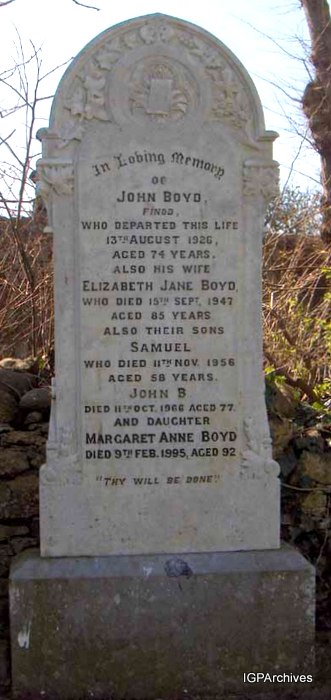 In Loving Memory
OF
JOHN BOYD,
FINOD,
WHO DEPARTED THIS LIFE
13TH AUGUST 1926,
AGED 74 YEARS.
ALSO HIS WIFE
ELIZABETH JANE BOYD,
WHO DIED 15TH SEPT. 1947
AGED 85 YEARS
ALSO THEIR SONS
SAMUEL
WHO DIED 11TH NOV. 1956
AGED 58 YEARS.
JOHN B
DIED 11TH OCT. 1966 AGED 77.
AND DAUGHTER
MARGARET ANNE BOYD
DIED 9TH FEB. 1995, AGED 92
"THY WILL BE DONE"
IGPArchives